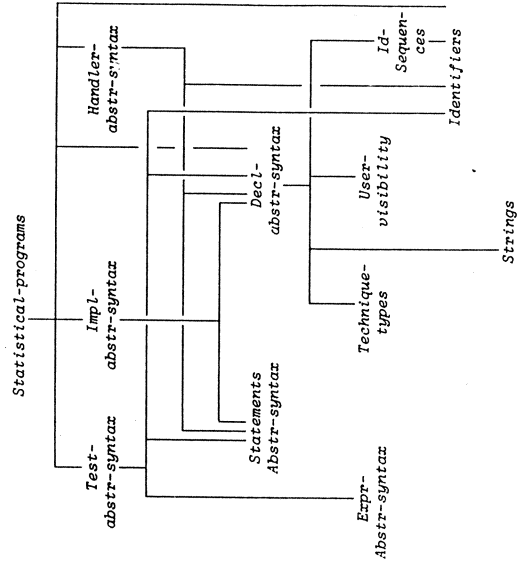 Statistical-programs
Test-
abstr-syntax
Impl-
abstr-syntax
Handler-
abstr-syntax
Statements
Abstr-syntax
Decl-
abstr-syntax
Expr-
Abstr-syntax
Technique-
types
User-
visibility
Id-
Sequen-
ces
Identifiers
Strings